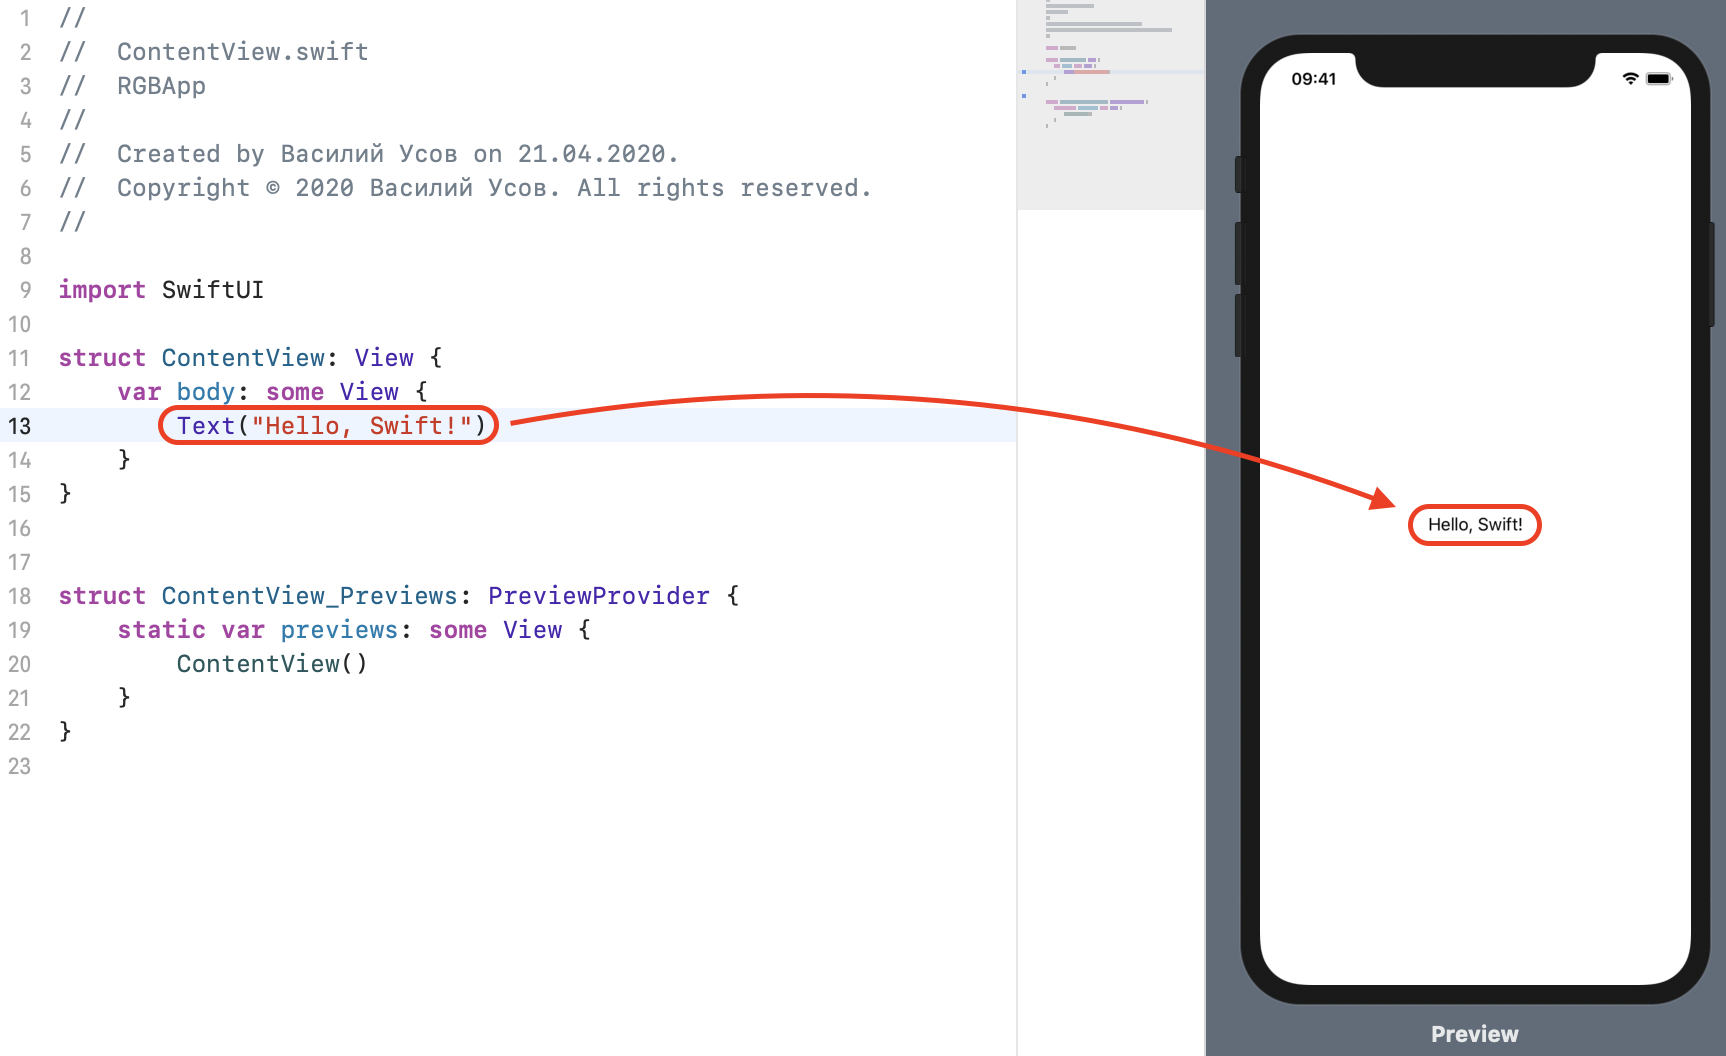 1 //
2 //  ContentView.swift
3 //  RGBApp
4 //
5 //  Created by Василий Усов on 21.04.2020.
6 //  Copyright © 2020 Василий Усов. All rights reserved.
7 //
8
9 import SwiftUI
10
11 struct ContentView: View {
12     var body: some View {
13         Text("Hello, Swift!")
14     }
15 }
16
17
18 struct ContentView_Previews: PreviewProvider {
19     static var previews: some View {
20         ContentView()
21     }
22 }
23
09:41
Hello, Swift!
Preview